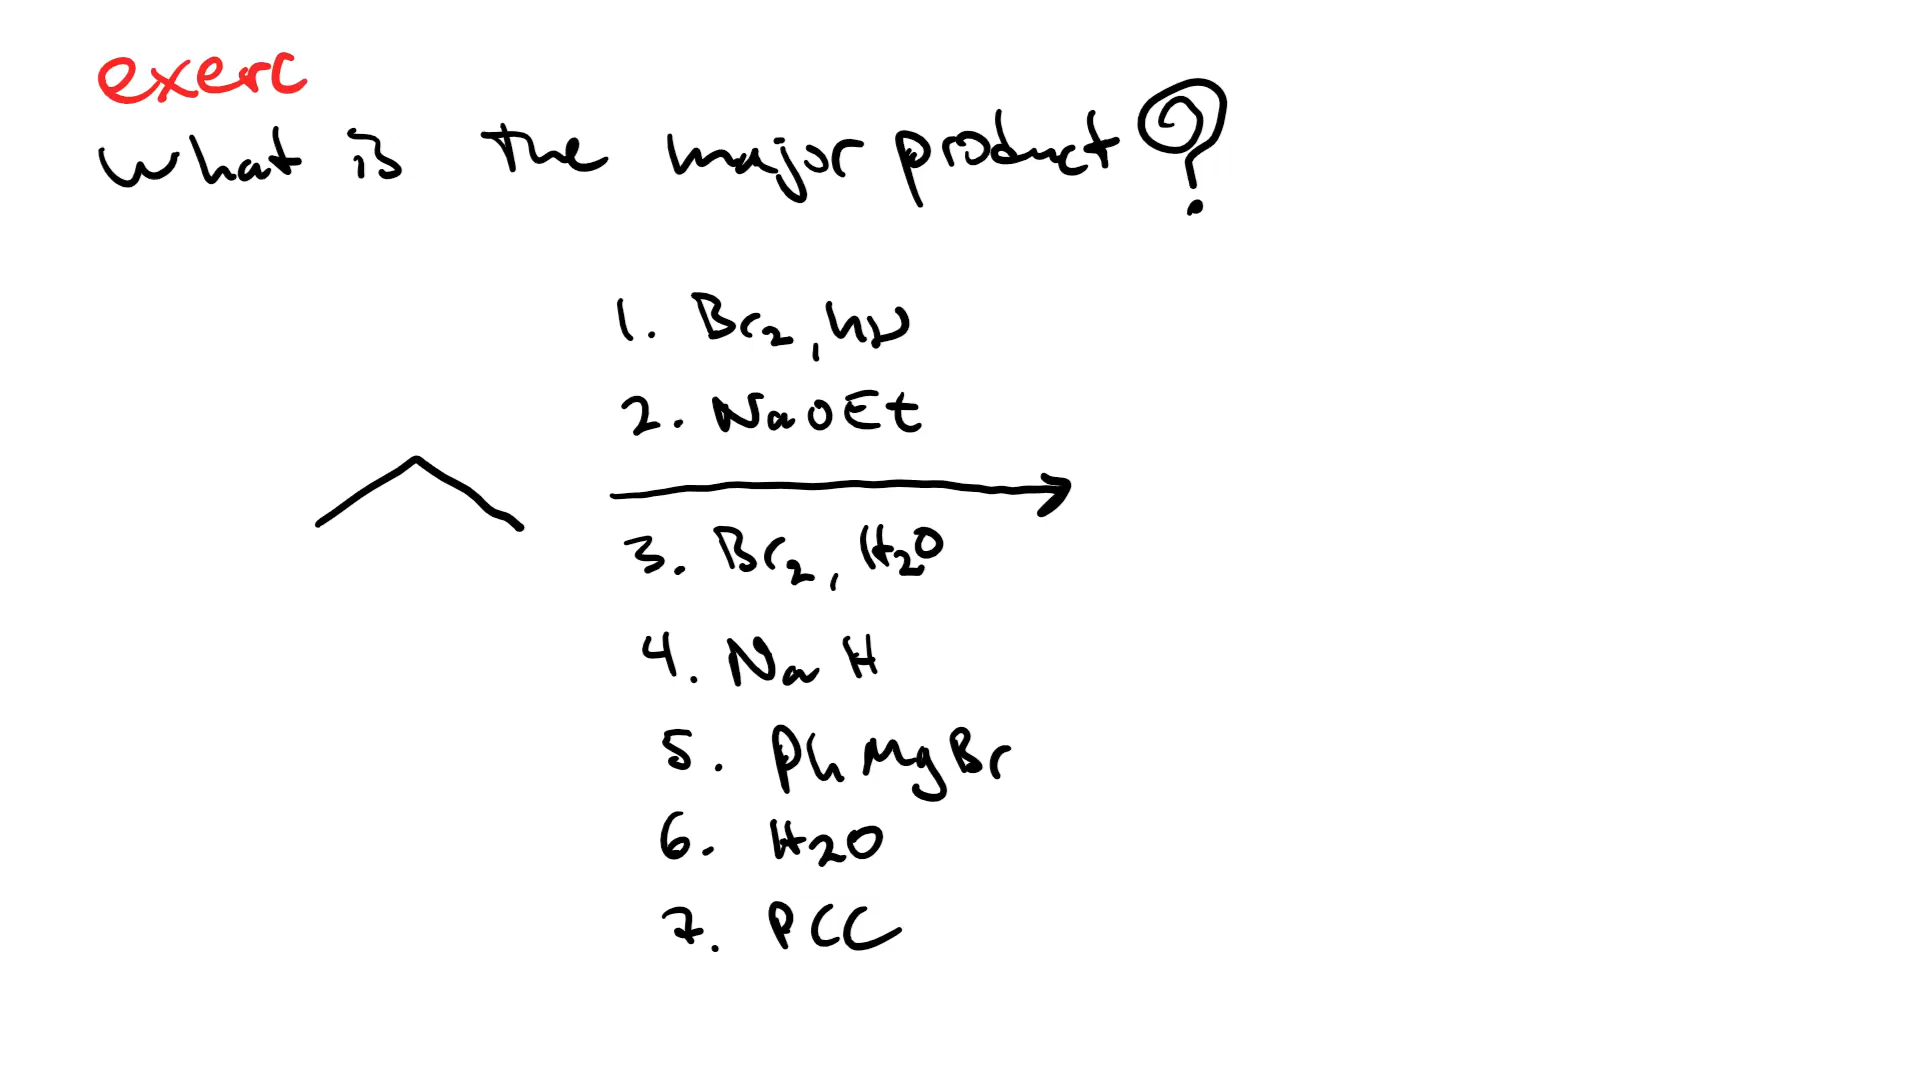 exerc
What is the major product?
1. Br2, hν
2. NaOEt
3. Br2, H2O
4. NaH
5. PhMgBr
6. H2O
7. PCC